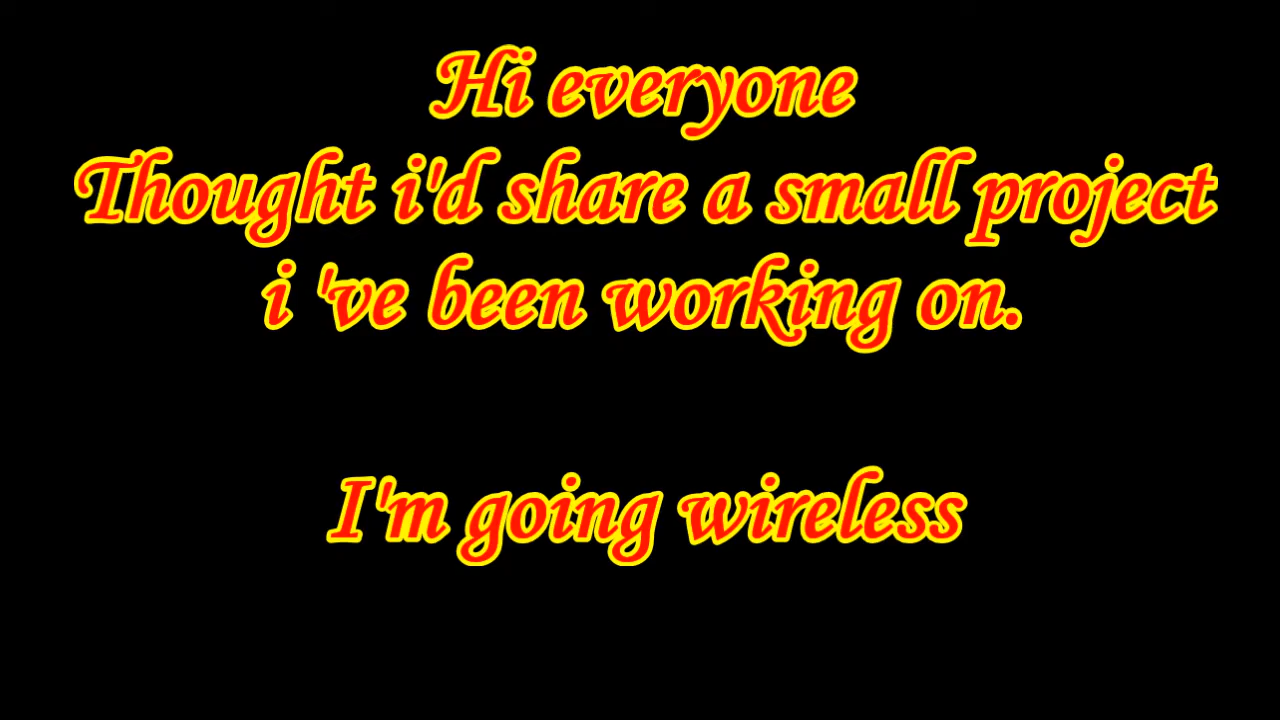 Hi everyone
Thought i'd share a small project
i 've been working on.
I'm going wireless